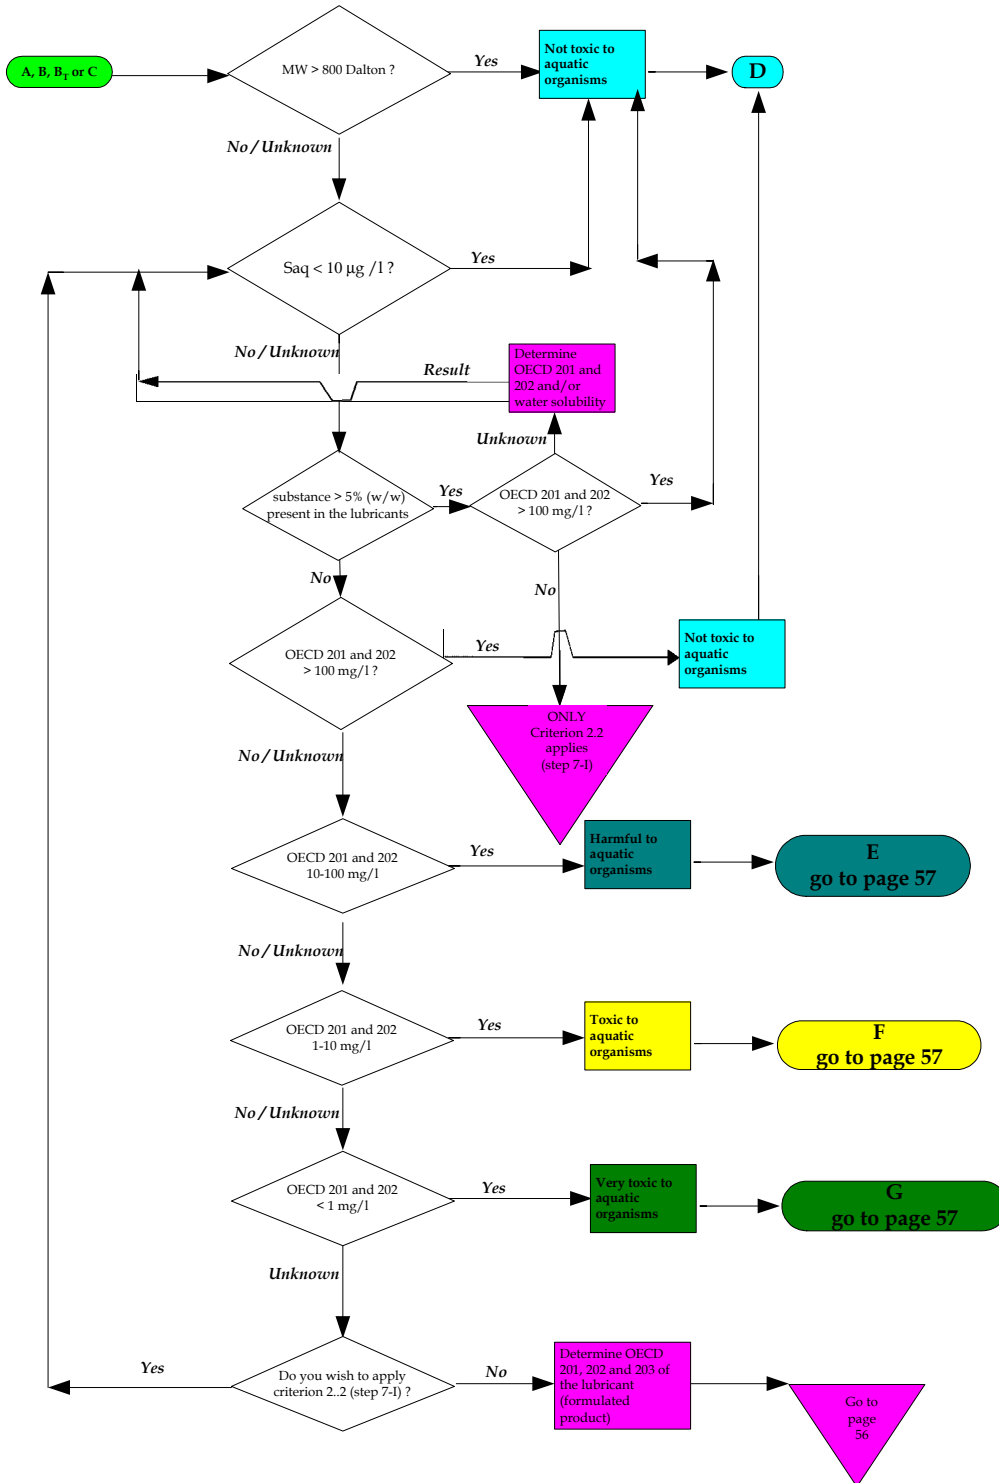 A, B, B_T or C
MW > 800 Dalton ?
Yes
Not toxic to
aquatic
organisms
D
No / Unknown
Saq < 10 µg /l ?
Yes
No / Unknown
Result
Determine
OECD 201 and
202 and/or
water solubility
Unknown
substance > 5% (w/w)
present in the lubricants
Yes
OECD 201 and 202
> 100 mg/l ?
Yes
No
No
OECD 201 and 202
> 100 mg/l ?
Yes
Not toxic to
aquatic
organisms
ONLY
Criterion 2.2
applies
(step 7-I)
No / Unknown
OECD 201 and 202
10-100 mg/l
Yes
Harmful to
aquatic
organisms
E
go to page 57
No / Unknown
OECD 201 and 202
1-10 mg/l
Yes
Toxic to
aquatic
organisms
F
go to page 57
No / Unknown
OECD 201 and 202
< 1 mg/l
Yes
Very toxic to
aquatic
organisms
G
go to page 57
Unknown
Do you wish to apply
criterion 2..2 (step 7-I) ?
Yes
No
Determine OECD
201, 202 and 203 of
the lubricant
(formulated
product)
Go to
page
56